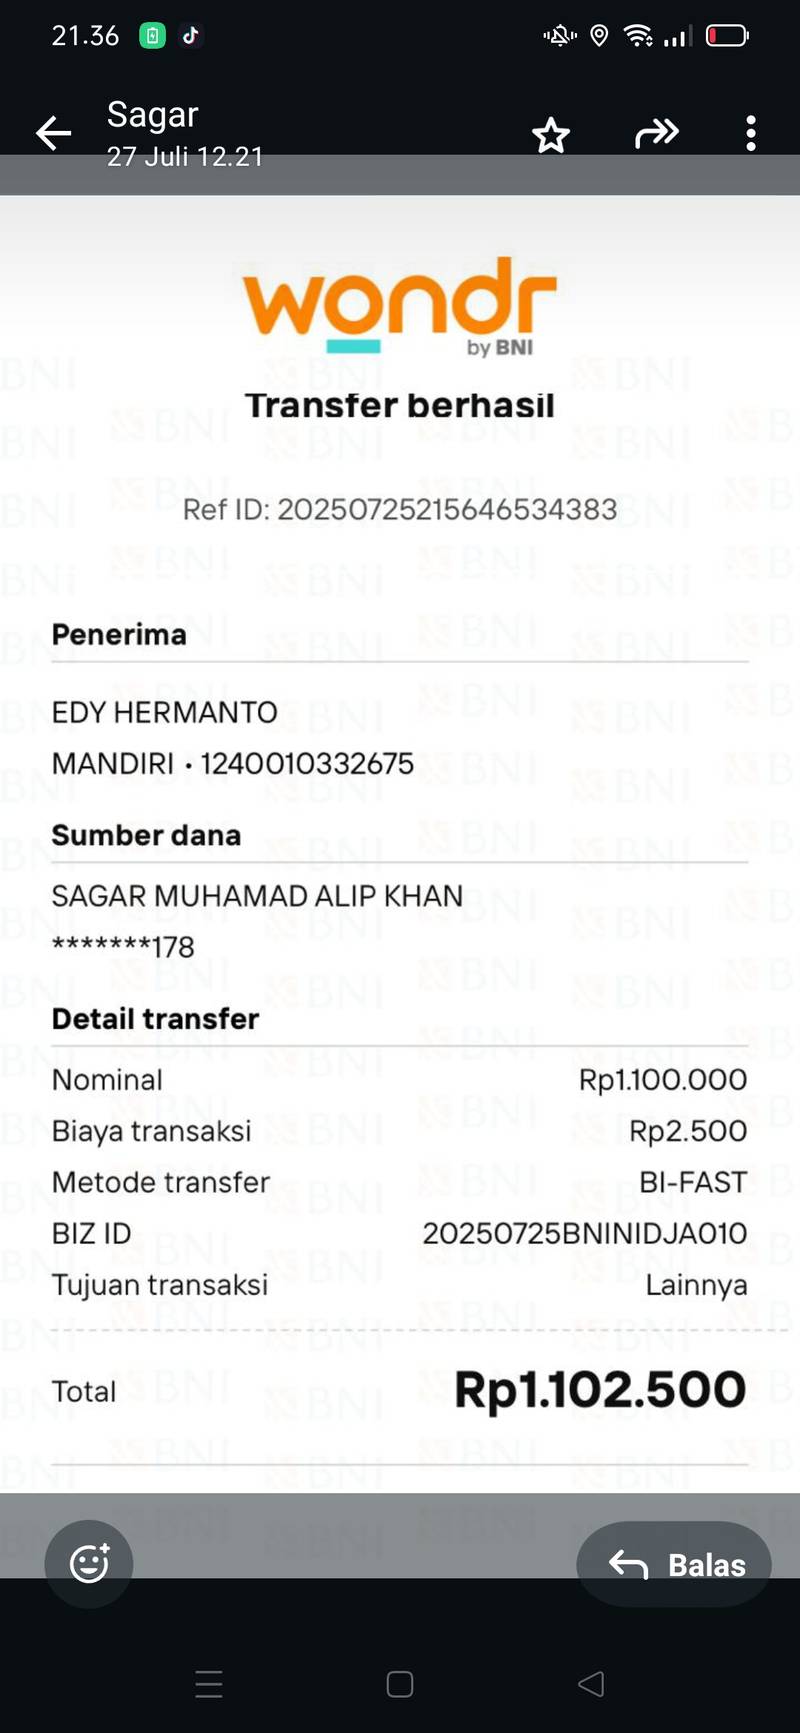 21.36
Sagar
27 Juli 12.21
wondr
by BNI
Transfer berhasil
Ref ID: 20250725215646534383
Penerima
EDY HERMANTO
MANDIRI • 1240010332675
Sumber dana
SAGAR MUHAMAD ALIP KHAN
*******178
Detail transfer
Nominal Rp1.100.000
Biaya transaksi Rp2.500
Metode transfer BI-FAST
BIZ ID 20250725BNINIDJA010
Tujuan transaksi Lainnya
Total Rp1.102.500
Balas